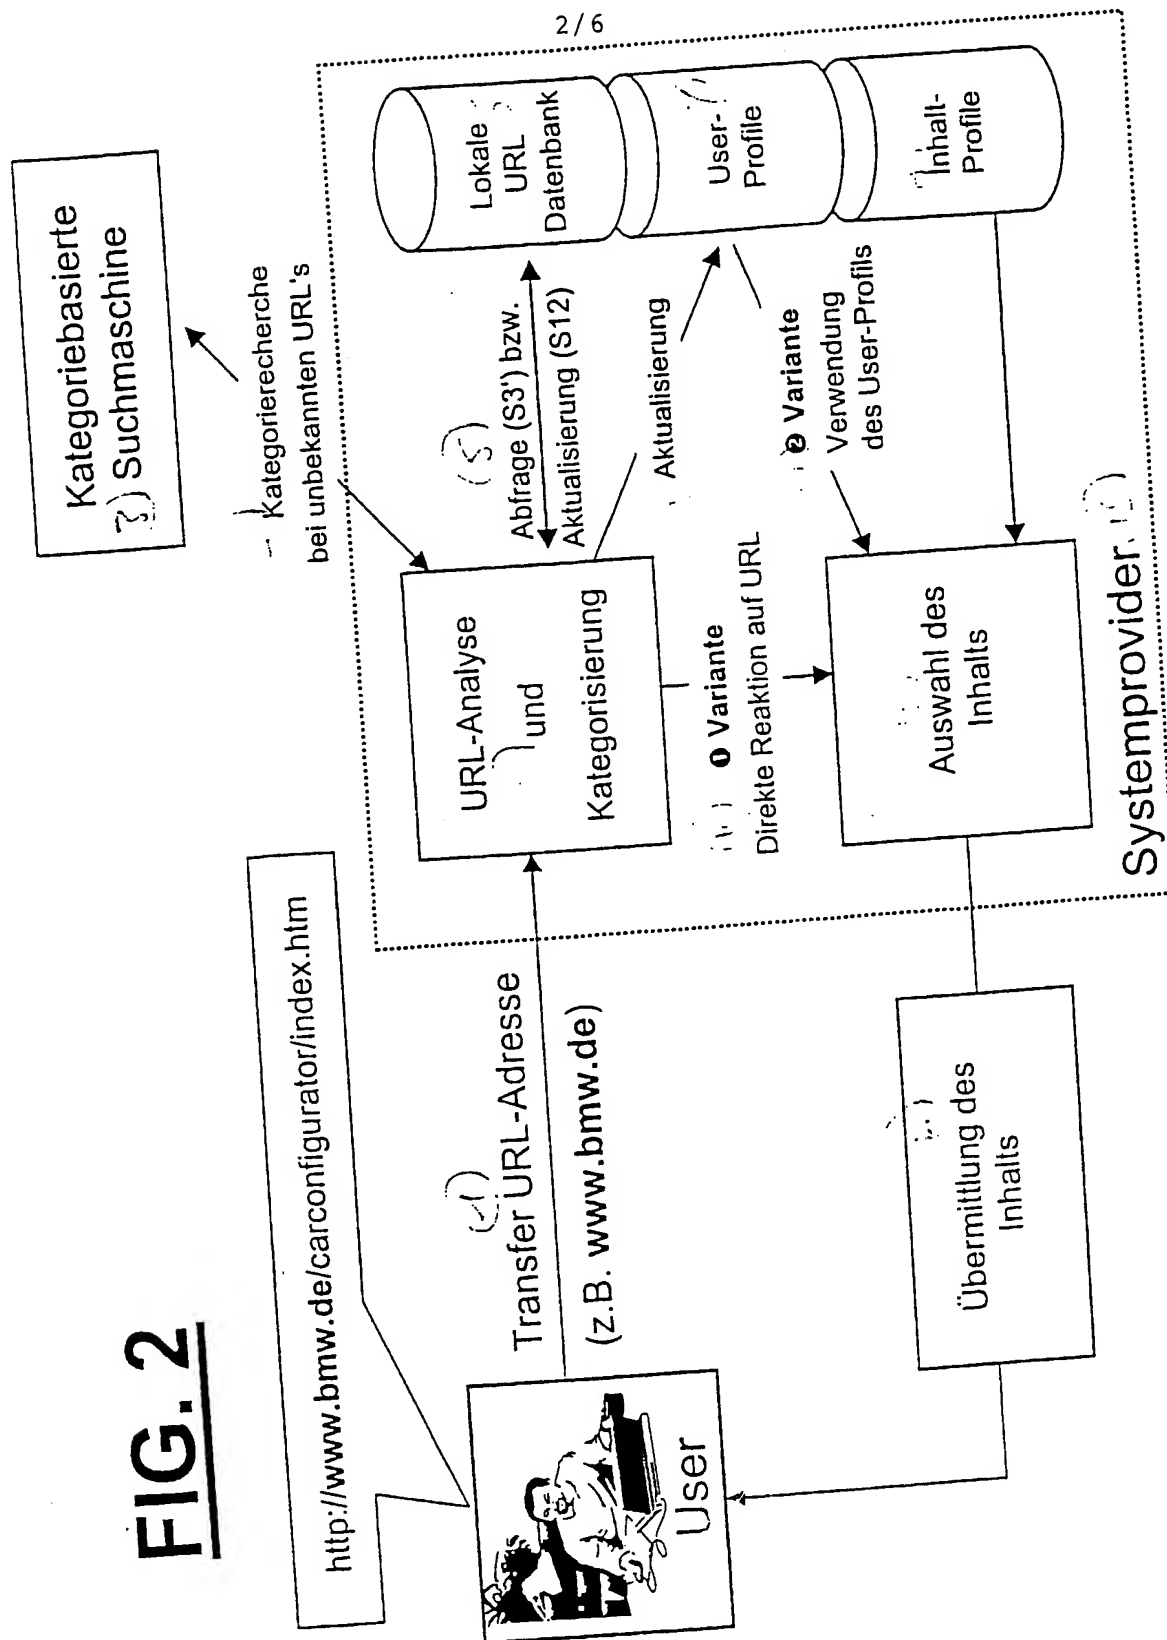 2/6
FIG. 2
http://www.bmw.de/carconfigurator/index.htm
User
Transfer URL-Adresse
(z.B. www.bmw.de)
Kategoriebasierte
Suchmaschine
Kategorierecherche
bei unbekannten URL's
URL-Analyse
und
Kategorisierung
Abfrage (S3') bzw.
Aktualisierung (S12)
Aktualisierung
Lokale
URL
Datenbank
User-
Profile
Inhalt-
Profile
❶ Variante
Direkte Reaktion auf URL
❷ Variante
Verwendung
des User-Profils
Auswahl des
Inhalts
Systemprovider
Übermittlung des
Inhalts